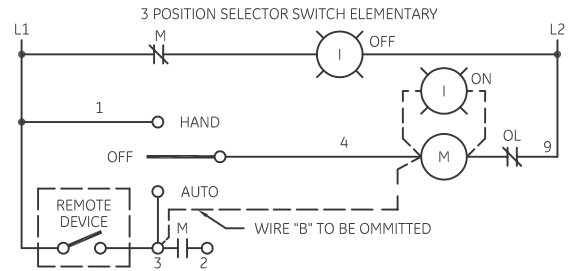 3 POSITION SELECTOR SWITCH ELEMENTARY
L1
L2
M
I
OFF
I
ON
1
HAND
OFF
4
M
OL
9
AUTO
REMOTE
DEVICE
M
WIRE "B" TO BE OMMITTED
3
2